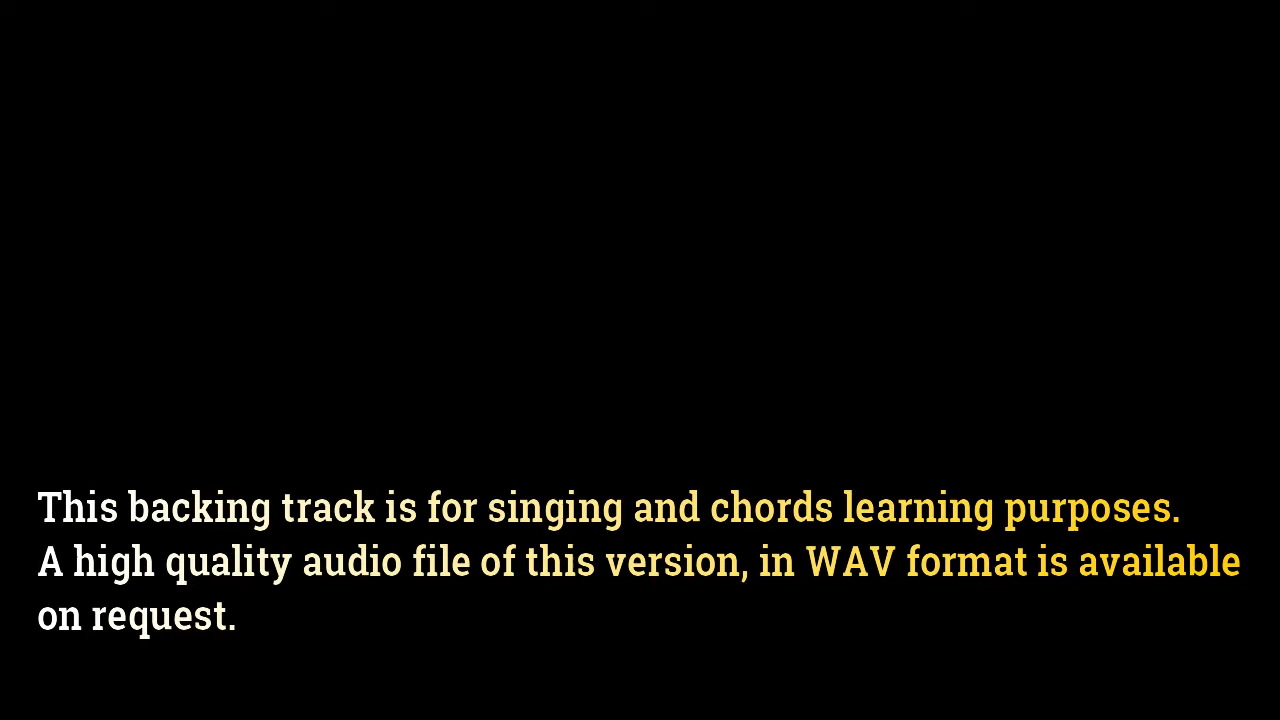 This backing track is for singing and chords learning purposes.
A high quality audio file of this version, in WAV format is available
on request.